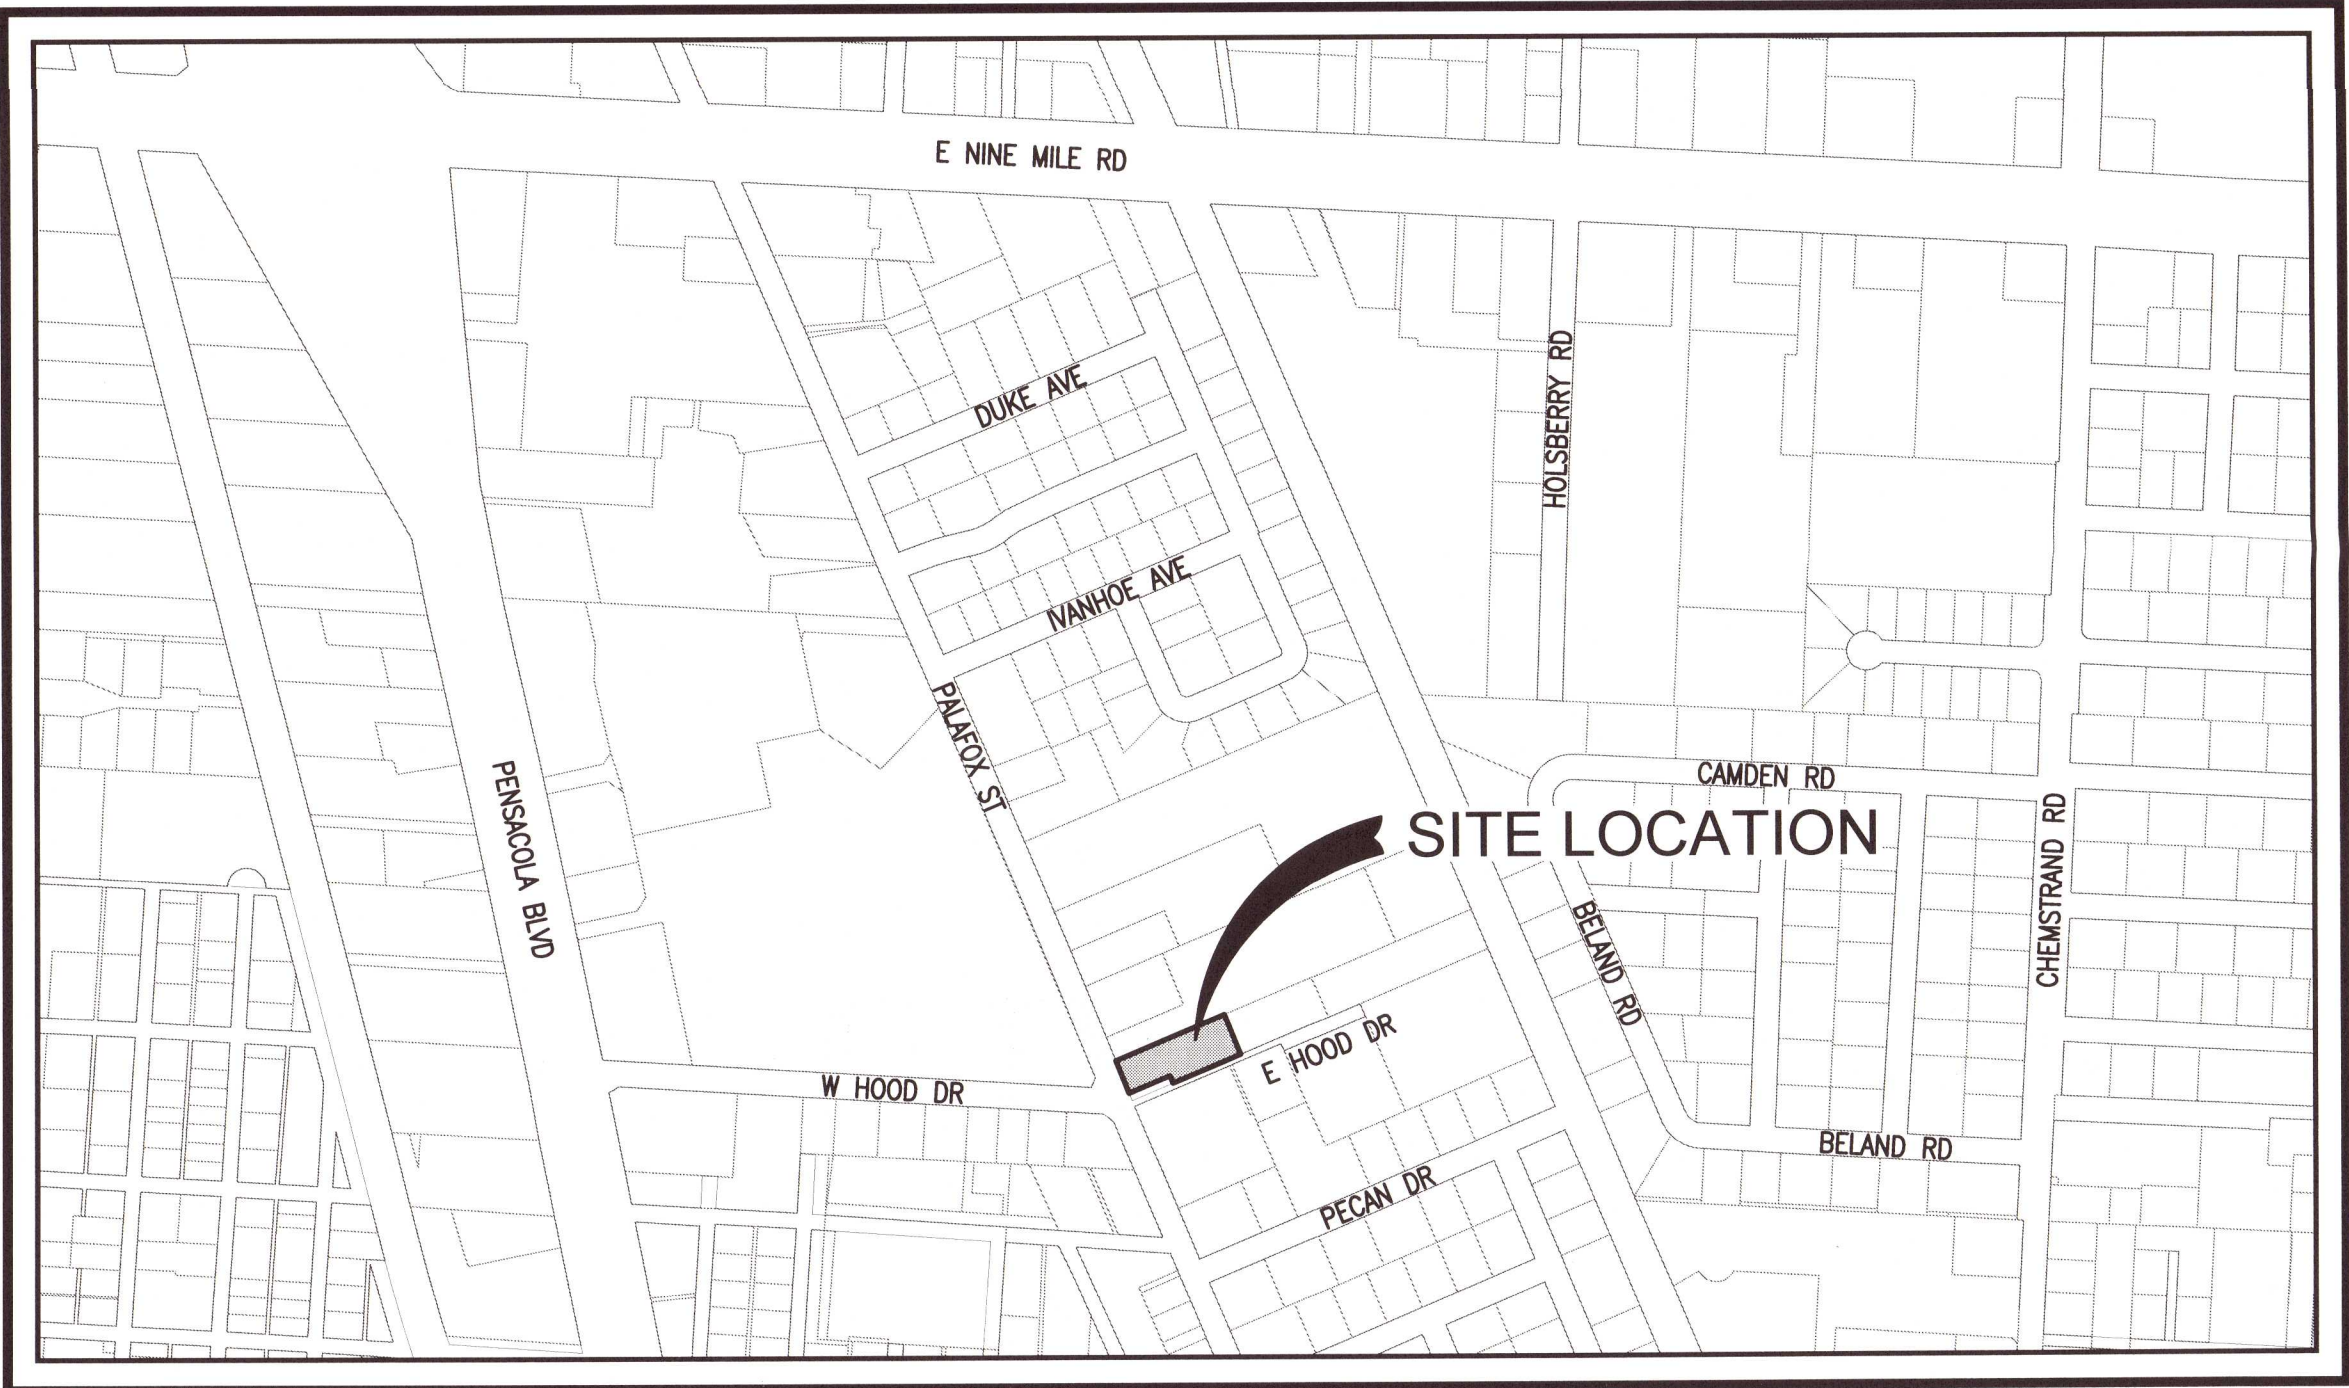 E NINE MILE RD
DUKE AVE
HOLSBERRY RD
IVANHOE AVE
PALAFOX ST
PENSACOLA BLVD
CAMDEN RD
SITE LOCATION
CHEMSTRAND RD
BELAND RD
E HOOD DR
W HOOD DR
BELAND RD
PECAN DR